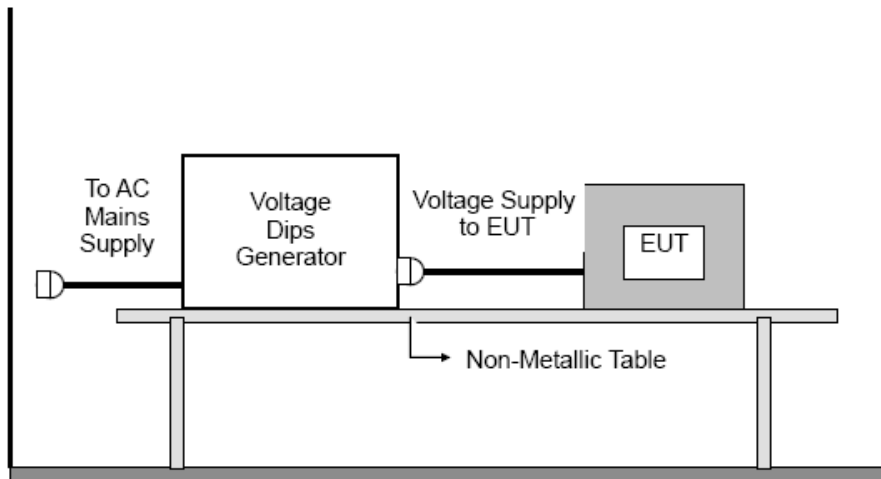 To AC
Mains
Supply
Voltage
Dips
Generator
Voltage Supply
to EUT
EUT
Non-Metallic Table